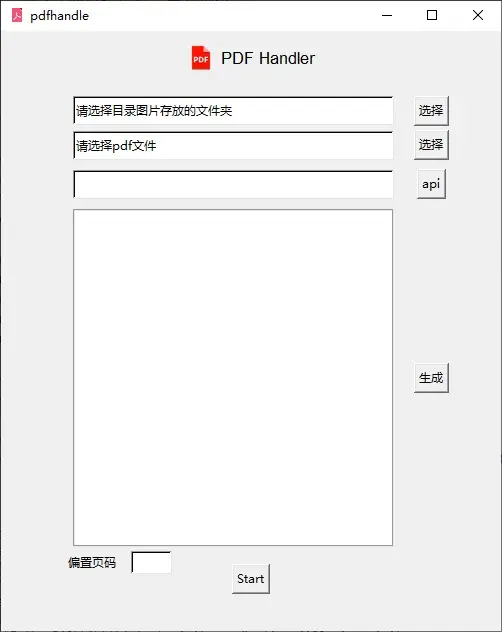 pdfhandle
PDF PDF Handler
请选择目录图片存放的文件夹 选择
请选择pdf文件 选择
api
生成
偏置页码
Start